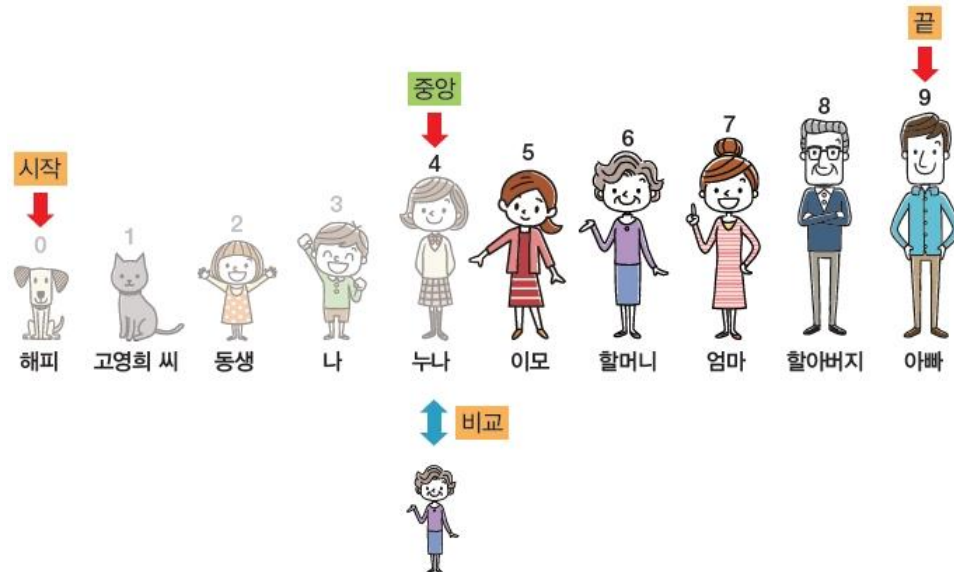 끝
중앙
시작
0 1 2 3 4 5 6 7 8 9
해피 고영희 씨 동생 나 누나 이모 할머니 엄마 할아버지 아빠
비교